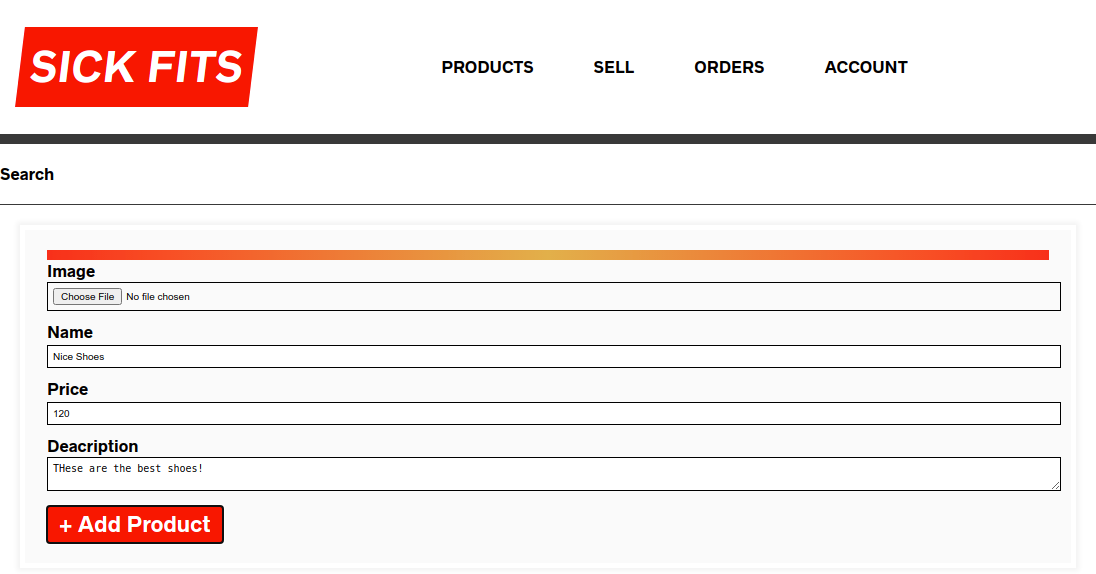 SICK FITS
PRODUCTS SELL ORDERS ACCOUNT
Search
Image
Choose File No file chosen
Name
Nice Shoes
Price
120
Deacription
THese are the best shoes!
+ Add Product